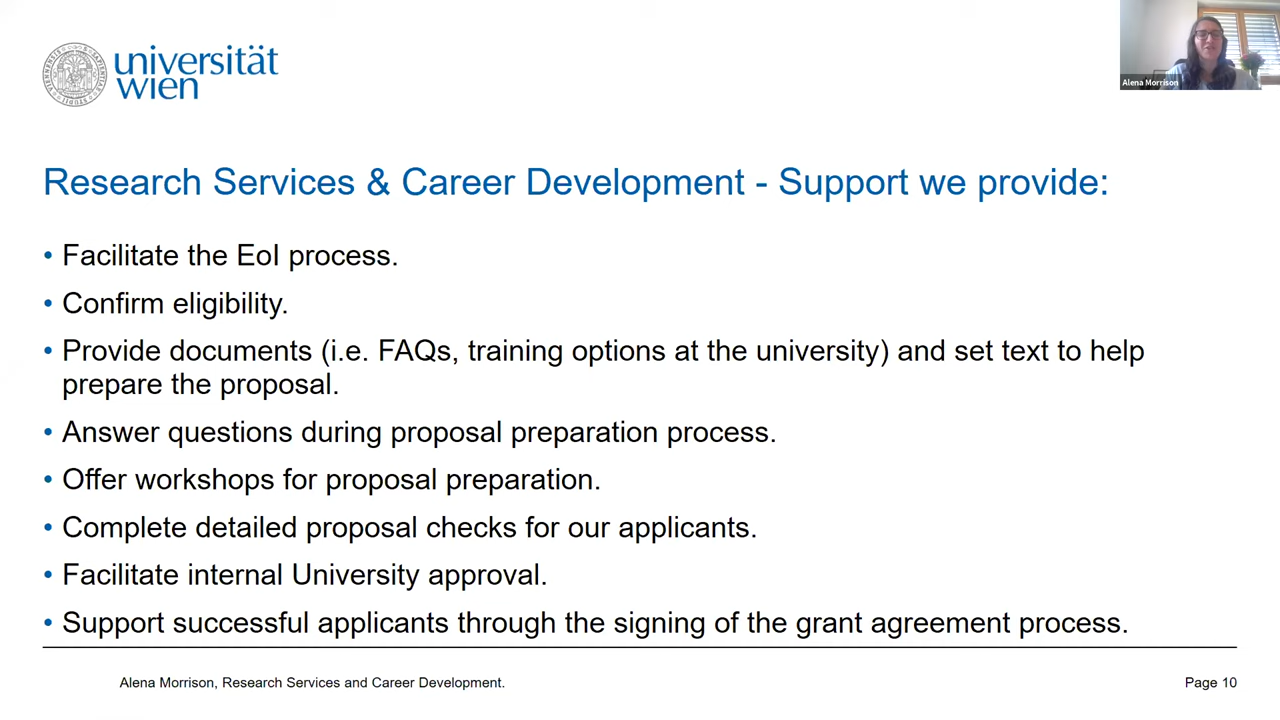 universität
wien
Alena Morrison
Research Services & Career Development - Support we provide:
• Facilitate the EoI process.
• Confirm eligibility.
• Provide documents (i.e. FAQs, training options at the university) and set text to help
prepare the proposal.
• Answer questions during proposal preparation process.
• Offer workshops for proposal preparation.
• Complete detailed proposal checks for our applicants.
• Facilitate internal University approval.
• Support successful applicants through the signing of the grant agreement process.
Alena Morrison, Research Services and Career Development.
Page 10